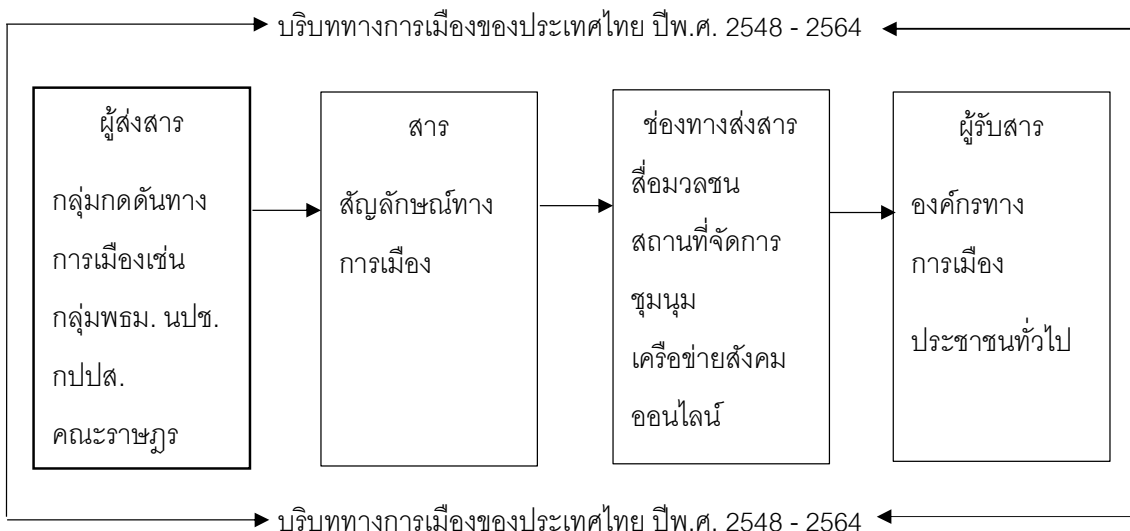 บริบททางการเมืองของประเทศไทย ปีพ.ศ. 2548 - 2564
ผู้ส่งสาร
กลุ่มกดดันทาง
การเมืองเช่น
กลุ่มพธม. นปช.
กปปส.
คณะราษฎร
สาร
สัญลักษณ์ทาง
การเมือง
ช่องทางส่งสาร
สื่อมวลชน
สถานที่จัดการ
ชุมนุม
เครือข่ายสังคม
ออนไลน์
ผู้รับสาร
องค์กรทาง
การเมือง
ประชาชนทั่วไป
บริบททางการเมืองของประเทศไทย ปีพ.ศ. 2548 - 2564